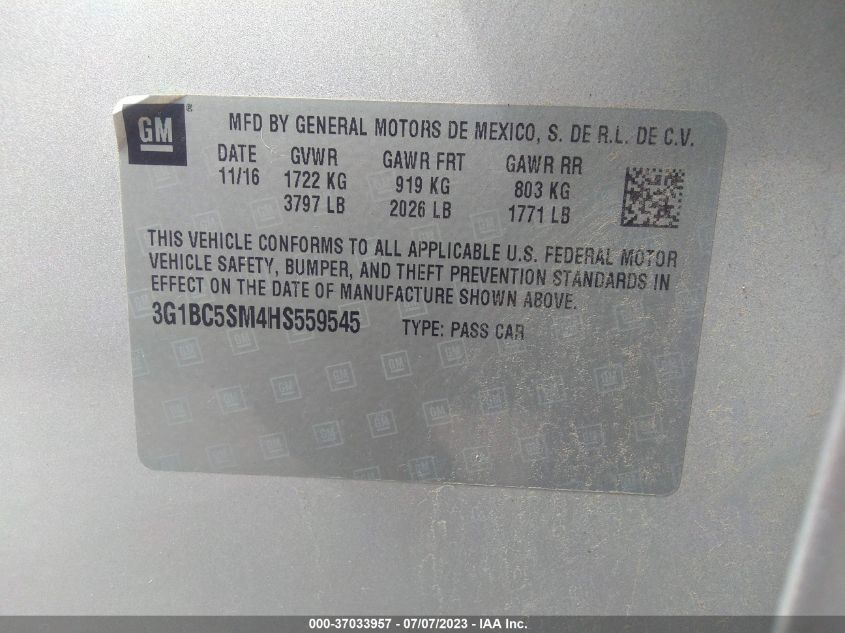 GM ® MFD BY GENERAL MOTORS DE MEXICO, S. DE R.L. DE C.V.
DATE GVWR GAWR FRT GAWR RR
11/16 1722 KG 919 KG 803 KG
3797 LB 2026 LB 1771 LB
THIS VEHICLE CONFORMS TO ALL APPLICABLE U.S. FEDERAL MOTOR
VEHICLE SAFETY, BUMPER, AND THEFT PREVENTION STANDARDS IN
EFFECT ON THE DATE OF MANUFACTURE SHOWN ABOVE.
3G1BC5SM4HS559545 TYPE: PASS CAR
000-37033957 - 07/07/2023 - IAA Inc.